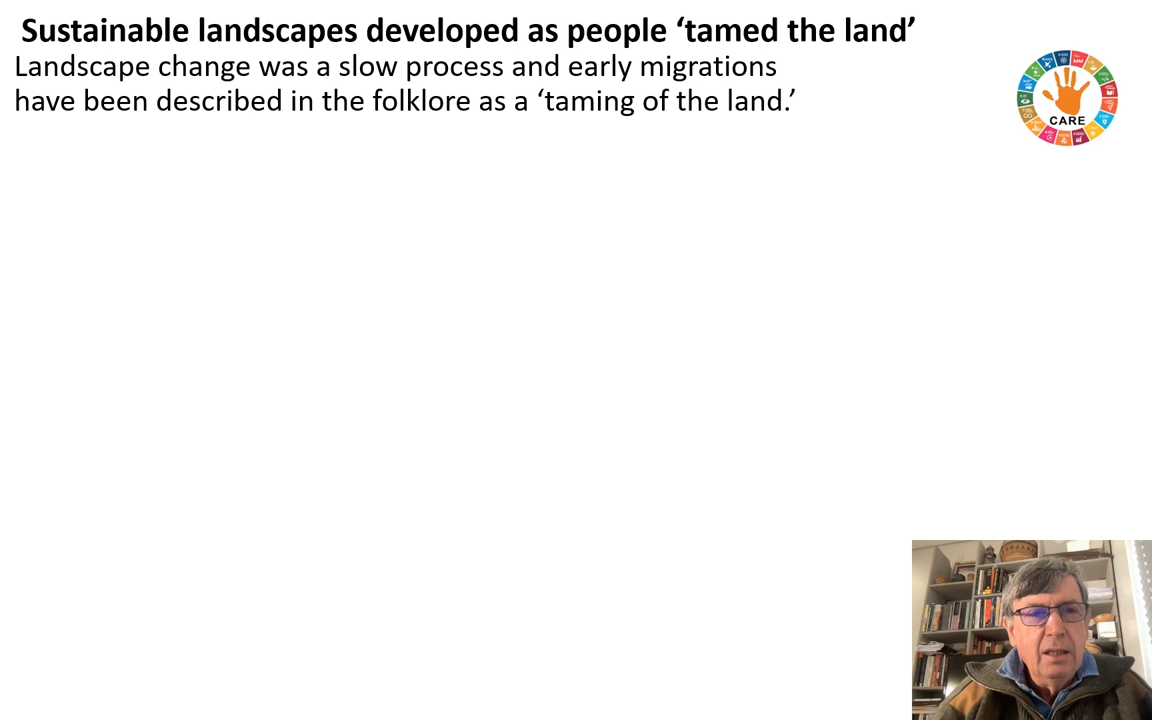 Sustainable landscapes developed as people ‘tamed the land’
Landscape change was a slow process and early migrations
have been described in the folklore as a ‘taming of the land.’
CARE